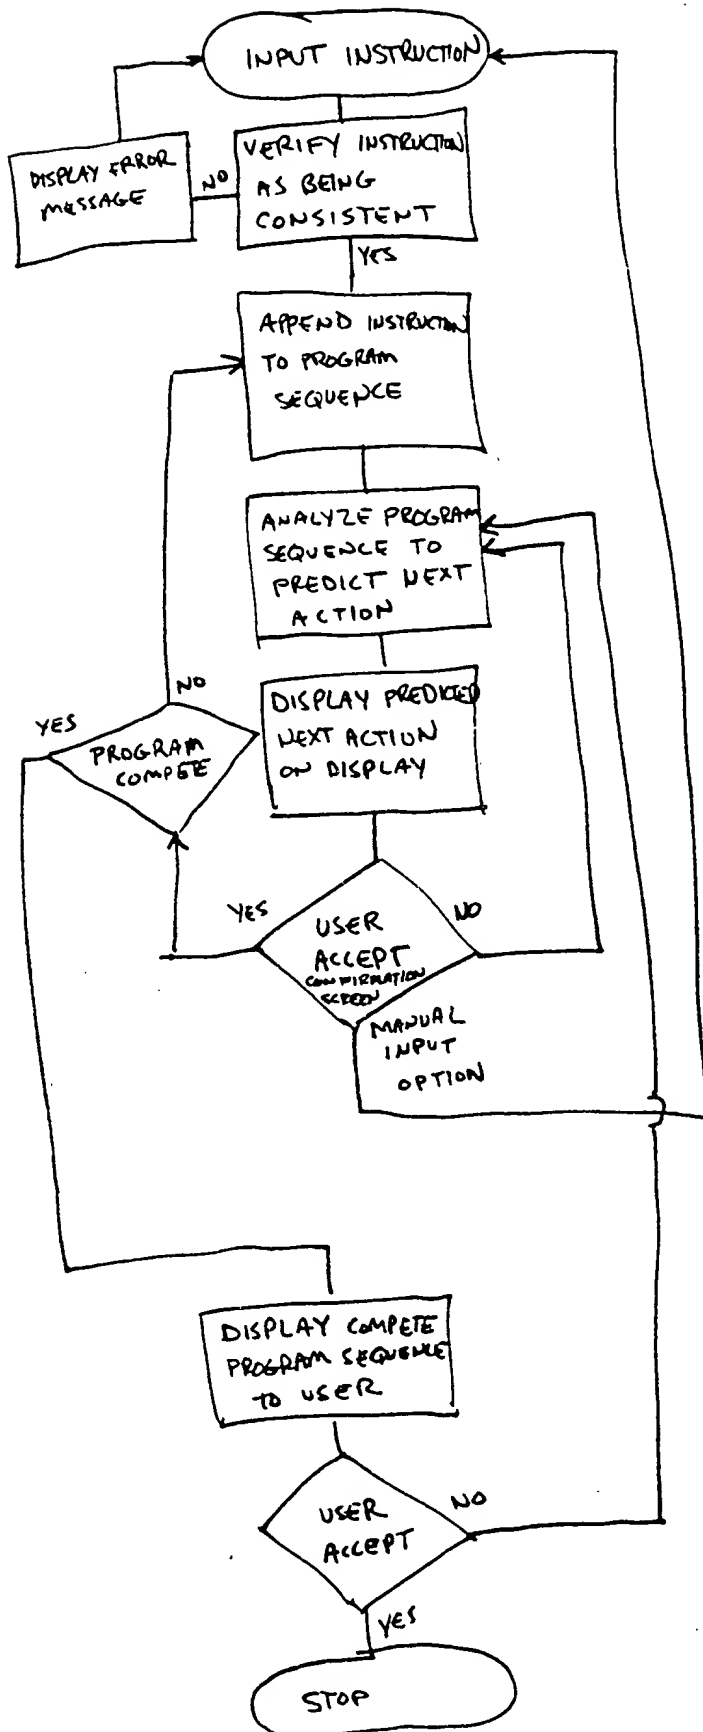 INPUT INSTRUCTION
DISPLAY ERROR
MESSAGE
NO
VERIFY INSTRUCTION
AS BEING
CONSISTENT
YES
APPEND INSTRUCTON
TO PROGRAM
SEQUENCE
ANALYZE PROGRAM
SEQUENCE TO
PREDICT NEXT
ACTION
NO
YES
PROGRAM
COMPETE
DISPLAY PREDICTED
NEXT ACTION
ON DISPLAY
YES
NO
USER
ACCEPT
CONFIRMATION
SCREEN
MANUAL
INPUT
OPTION
DISPLAY COMPETE
PROGRAM SEQUENCE
TO USER
USER
ACCEPT
NO
YES
STOP